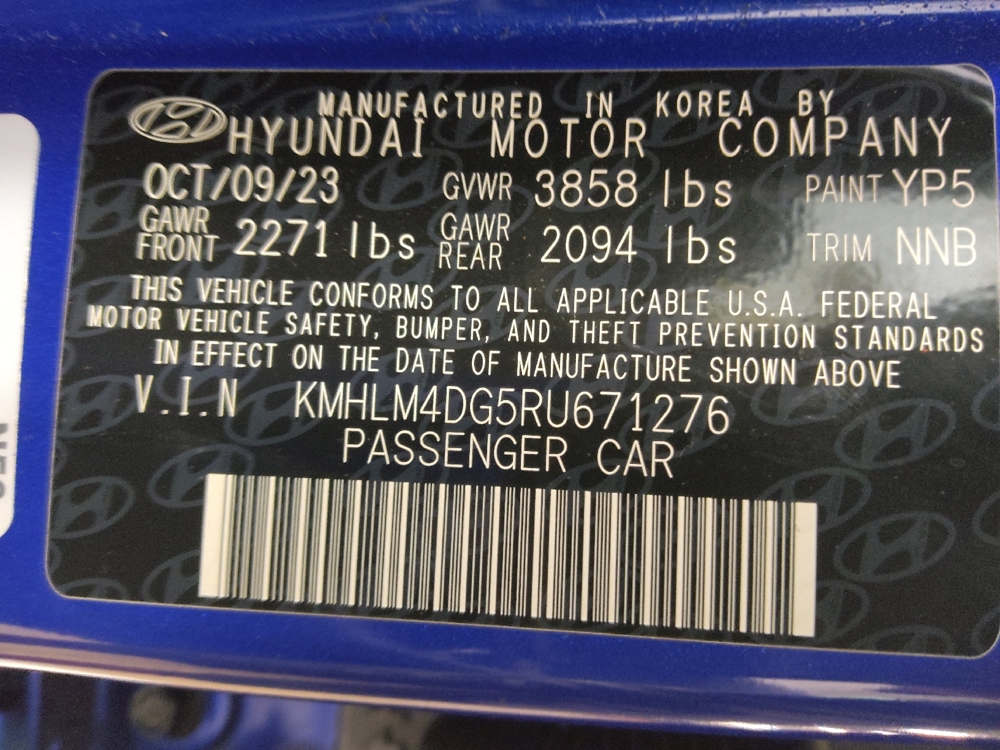 MANUFACTURED IN KOREA BY
HYUNDAI MOTOR COMPANY
OCT/09/23 GVWR 3858 lbs PAINT YP5
GAWR FRONT 2271 lbs GAWR REAR 2094 lbs TRIM NNB
THIS VEHICLE CONFORMS TO ALL APPLICABLE U.S.A. FEDERAL
MOTOR VEHICLE SAFETY, BUMPER, AND THEFT PREVENTION STANDARDS
IN EFFECT ON THE DATE OF MANUFACTURE SHOWN ABOVE
V.I.N KMHLM4DG5RU671276
PASSENGER CAR